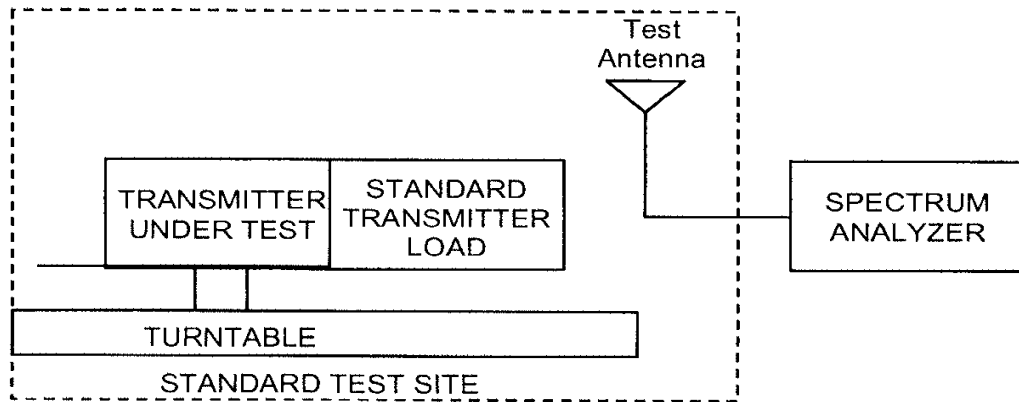 Test
Antenna
TRANSMITTER
UNDER TEST
STANDARD
TRANSMITTER
LOAD
SPECTRUM
ANALYZER
TURNTABLE
STANDARD TEST SITE